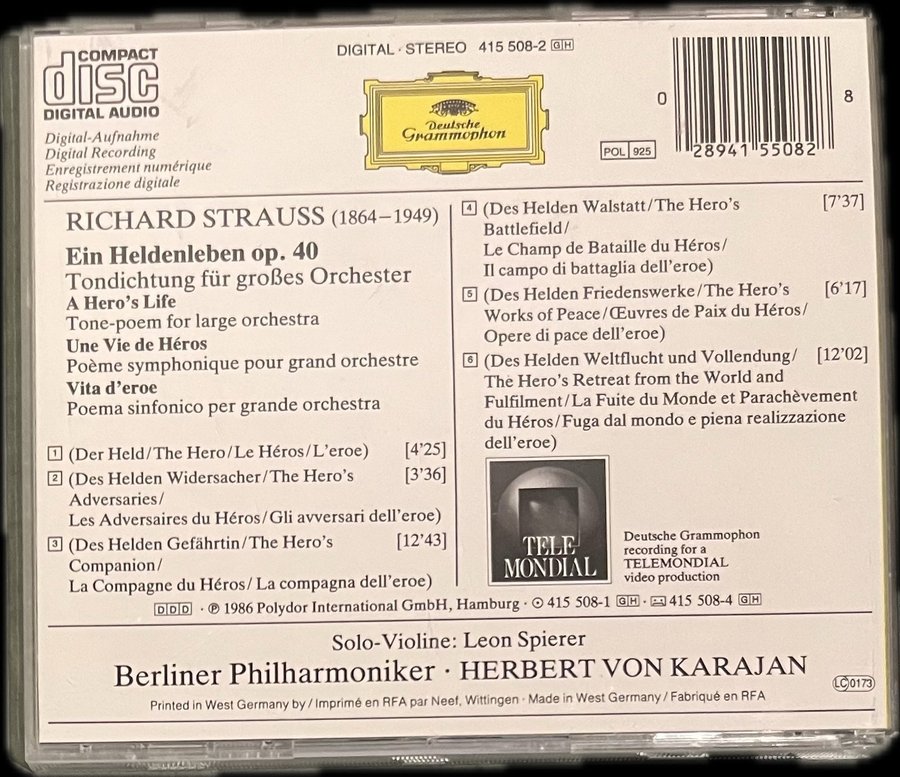 COMPACT
disc
DIGITAL AUDIO
DIGITAL · STEREO 415 508-2 GH
Deutsche
Grammophon
POL 925
0 28941 55082 8
Digital-Aufnahme
Digital Recording
Enregistrement numérique
Registrazione digitale
RICHARD STRAUSS (1864–1949)
Ein Heldenleben op. 40
Tondichtung für großes Orchester
A Hero's Life
Tone-poem for large orchestra
Une Vie de Héros
Poème symphonique pour grand orchestre
Vita d'eroe
Poema sinfonico per grande orchestra
1 (Der Held/The Hero/Le Héros/L'eroe) [4'25]
2 (Des Helden Widersacher/The Hero's [3'36]
Adversaries/
Les Adversaires du Héros/Gli avversari dell'eroe)
3 (Des Helden Gefährtin/The Hero's [12'43]
Companion/
La Compagne du Héros/La compagna dell'eroe)
4 (Des Helden Walstatt/The Hero's [7'37]
Battlefield/
Le Champ de Bataille du Héros/
Il campo di battaglia dell'eroe)
5 (Des Helden Friedenswerke/The Hero's [6'17]
Works of Peace/Œuvres de Paix du Héros/
Opere di pace dell'eroe)
6 (Des Helden Weltflucht und Vollendung/ [12'02]
The Hero's Retreat from the World and
Fulfilment/La Fuite du Monde et Parachèvement
du Héros/Fuga dal mondo e piena realizzazione
dell'eroe)
TELE
MONDIAL
Deutsche Grammophon
recording for a
TELEMONDIAL
video production
DDD · ℗ 1986 Polydor International GmbH, Hamburg · 415 508-1 GH · 415 508-4 GH
Solo-Violine: Leon Spierer
Berliner Philharmoniker · HERBERT VON KARAJAN
LC 0173
Printed in West Germany by / Imprimé en RFA par Neef, Wittingen · Made in West Germany / Fabriqué en RFA